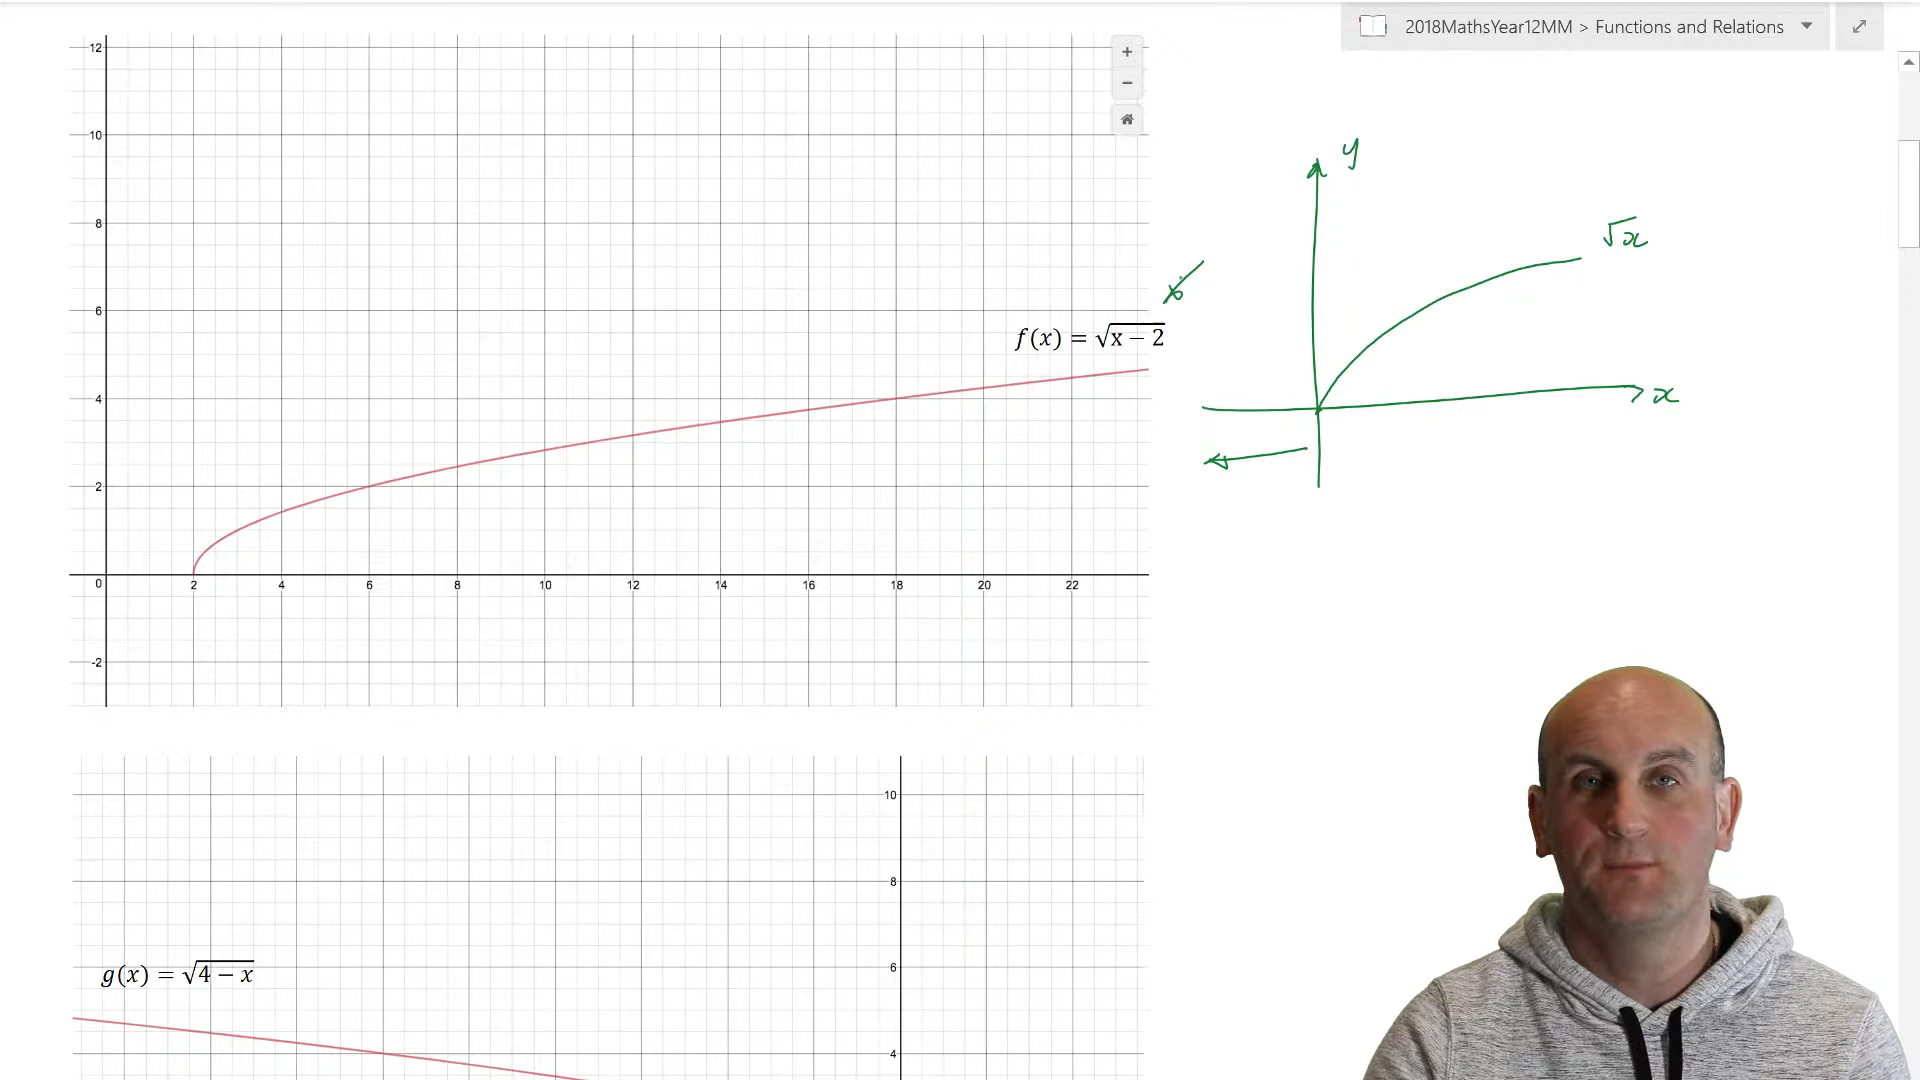 2018MathsYear12MM > Functions and Relations
12
10
8
6
4
2
0
-2
2 4 6 8 10 12 14 16 18 20 22
+
−
f(x) = √x − 2
y
√x
x
10
8
6
4
g(x) = √4 − x